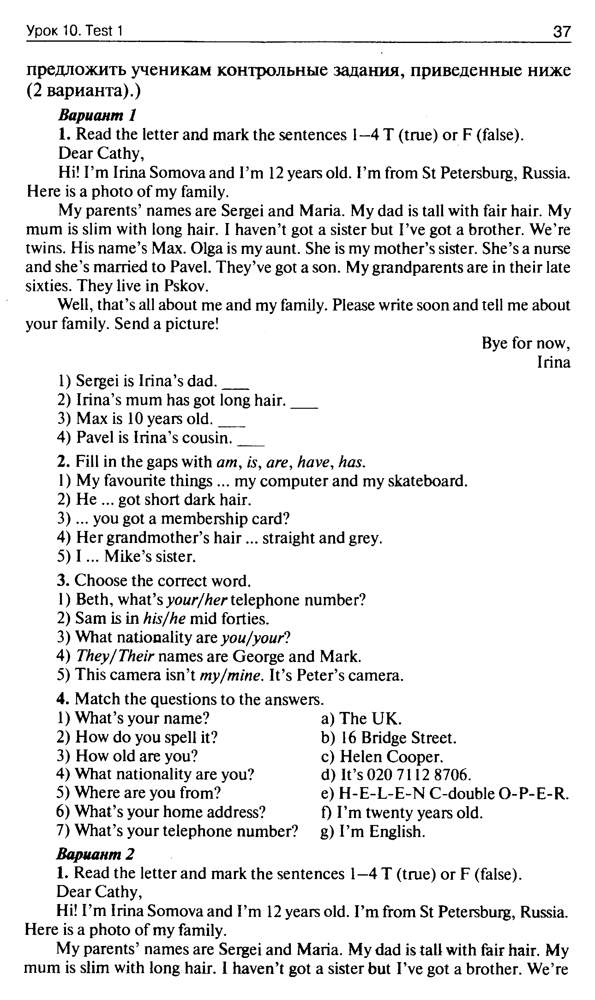 Урок 10. Test 1 37
предложить ученикам контрольные задания, приведенные ниже
(2 варианта).)
Вариант 1
1. Read the letter and mark the sentences 1–4 T (true) or F (false).
Dear Cathy,
Hi! I’m Irina Somova and I’m 12 years old. I’m from St Petersburg, Russia.
Here is a photo of my family.
My parents’ names are Sergei and Maria. My dad is tall with fair hair. My
mum is slim with long hair. I haven’t got a sister but I’ve got a brother. We’re
twins. His name’s Max. Olga is my aunt. She is my mother’s sister. She’s a nurse
and she’s married to Pavel. They’ve got a son. My grandparents are in their late
sixties. They live in Pskov.
Well, that’s all about me and my family. Please write soon and tell me about
your family. Send a picture!
Bye for now,
Irina
1) Sergei is Irina’s dad. ___
2) Irina’s mum has got long hair. ___
3) Max is 10 years old. ___
4) Pavel is Irina’s cousin. ___
2. Fill in the gaps with am, is, are, have, has.
1) My favourite things ... my computer and my skateboard.
2) He ... got short dark hair.
3) ... you got a membership card?
4) Her grandmother’s hair ... straight and grey.
5) I ... Mike’s sister.
3. Choose the correct word.
1) Beth, what’s your/her telephone number?
2) Sam is in his/he mid forties.
3) What nationality are you/your?
4) They/Their names are George and Mark.
5) This camera isn’t my/mine. It’s Peter’s camera.
4. Match the questions to the answers.
1) What’s your name? a) The UK.
2) How do you spell it? b) 16 Bridge Street.
3) How old are you? c) Helen Cooper.
4) What nationality are you? d) It’s 020 7112 8706.
5) Where are you from? e) H-E-L-E-N C-double O-P-E-R.
6) What’s your home address? f) I’m twenty years old.
7) What’s your telephone number? g) I’m English.
Вариант 2
1. Read the letter and mark the sentences 1–4 T (true) or F (false).
Dear Cathy,
Hi! I’m Irina Somova and I’m 12 years old. I’m from St Petersburg, Russia.
Here is a photo of my family.
My parents’ names are Sergei and Maria. My dad is tall with fair hair. My
mum is slim with long hair. I haven’t got a sister but I’ve got a brother. We’re